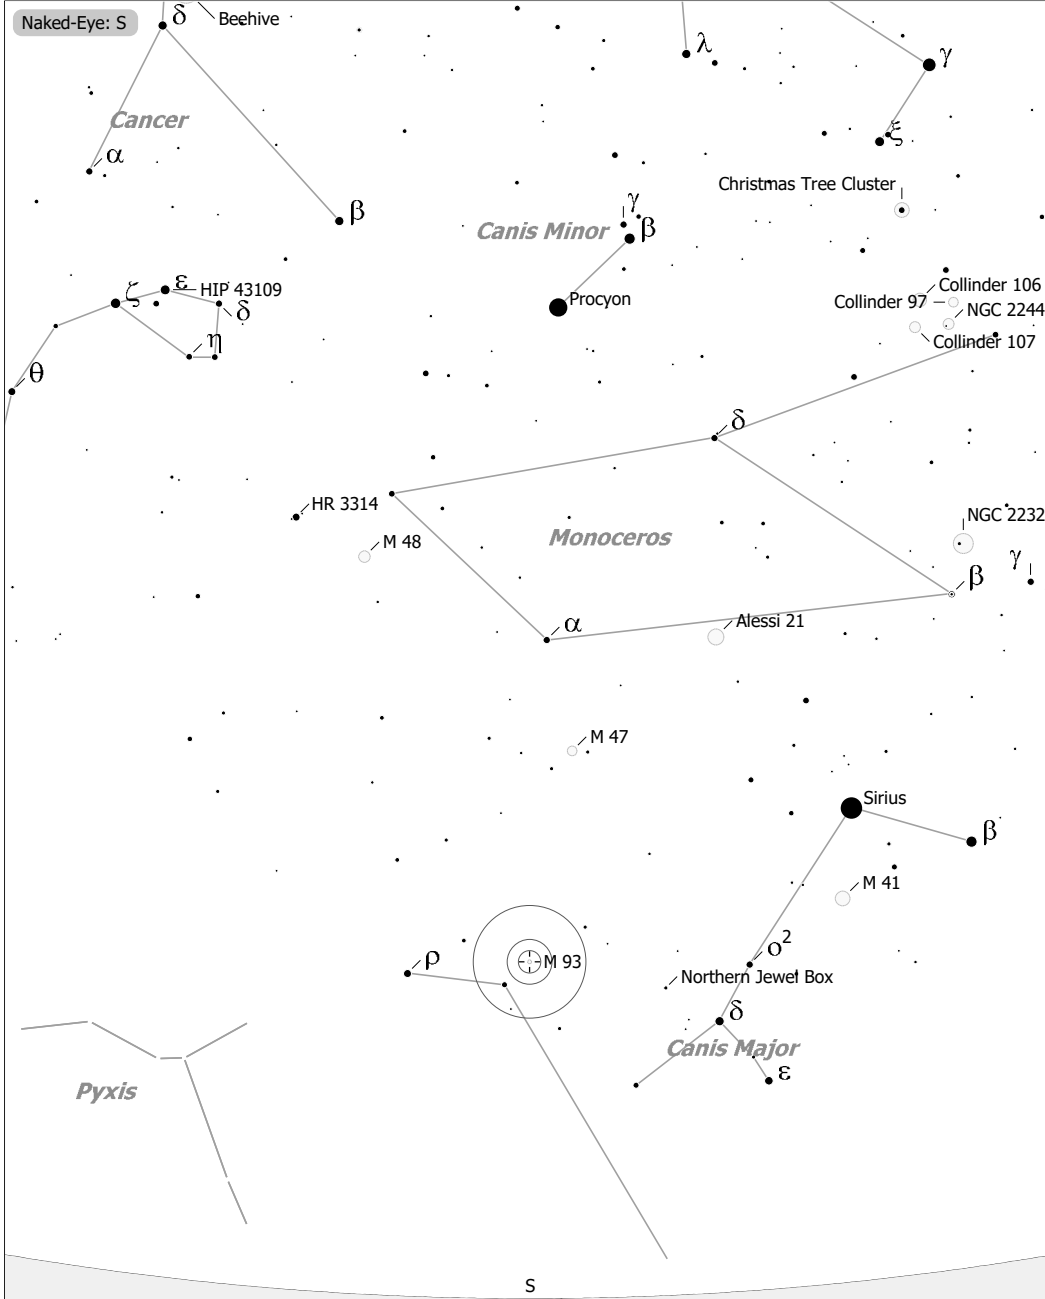 Naked-Eye: S
δ
Beehive
λ
γ
Cancer
ξ
α
Christmas Tree Cluster
γ
β
Canis Minor
β
ζ
ε
HIP 43109
Collinder 106
Procyon
Collinder 97
δ
NGC 2244
η
Collinder 107
θ
δ
HR 3314
NGC 2232
M 48
Monoceros
γ
β
α
Alessi 21
M 47
Sirius
β
M 41
ο2
ρ
M 93
Northern Jewel Box
δ
Canis Major
ε
Pyxis
S